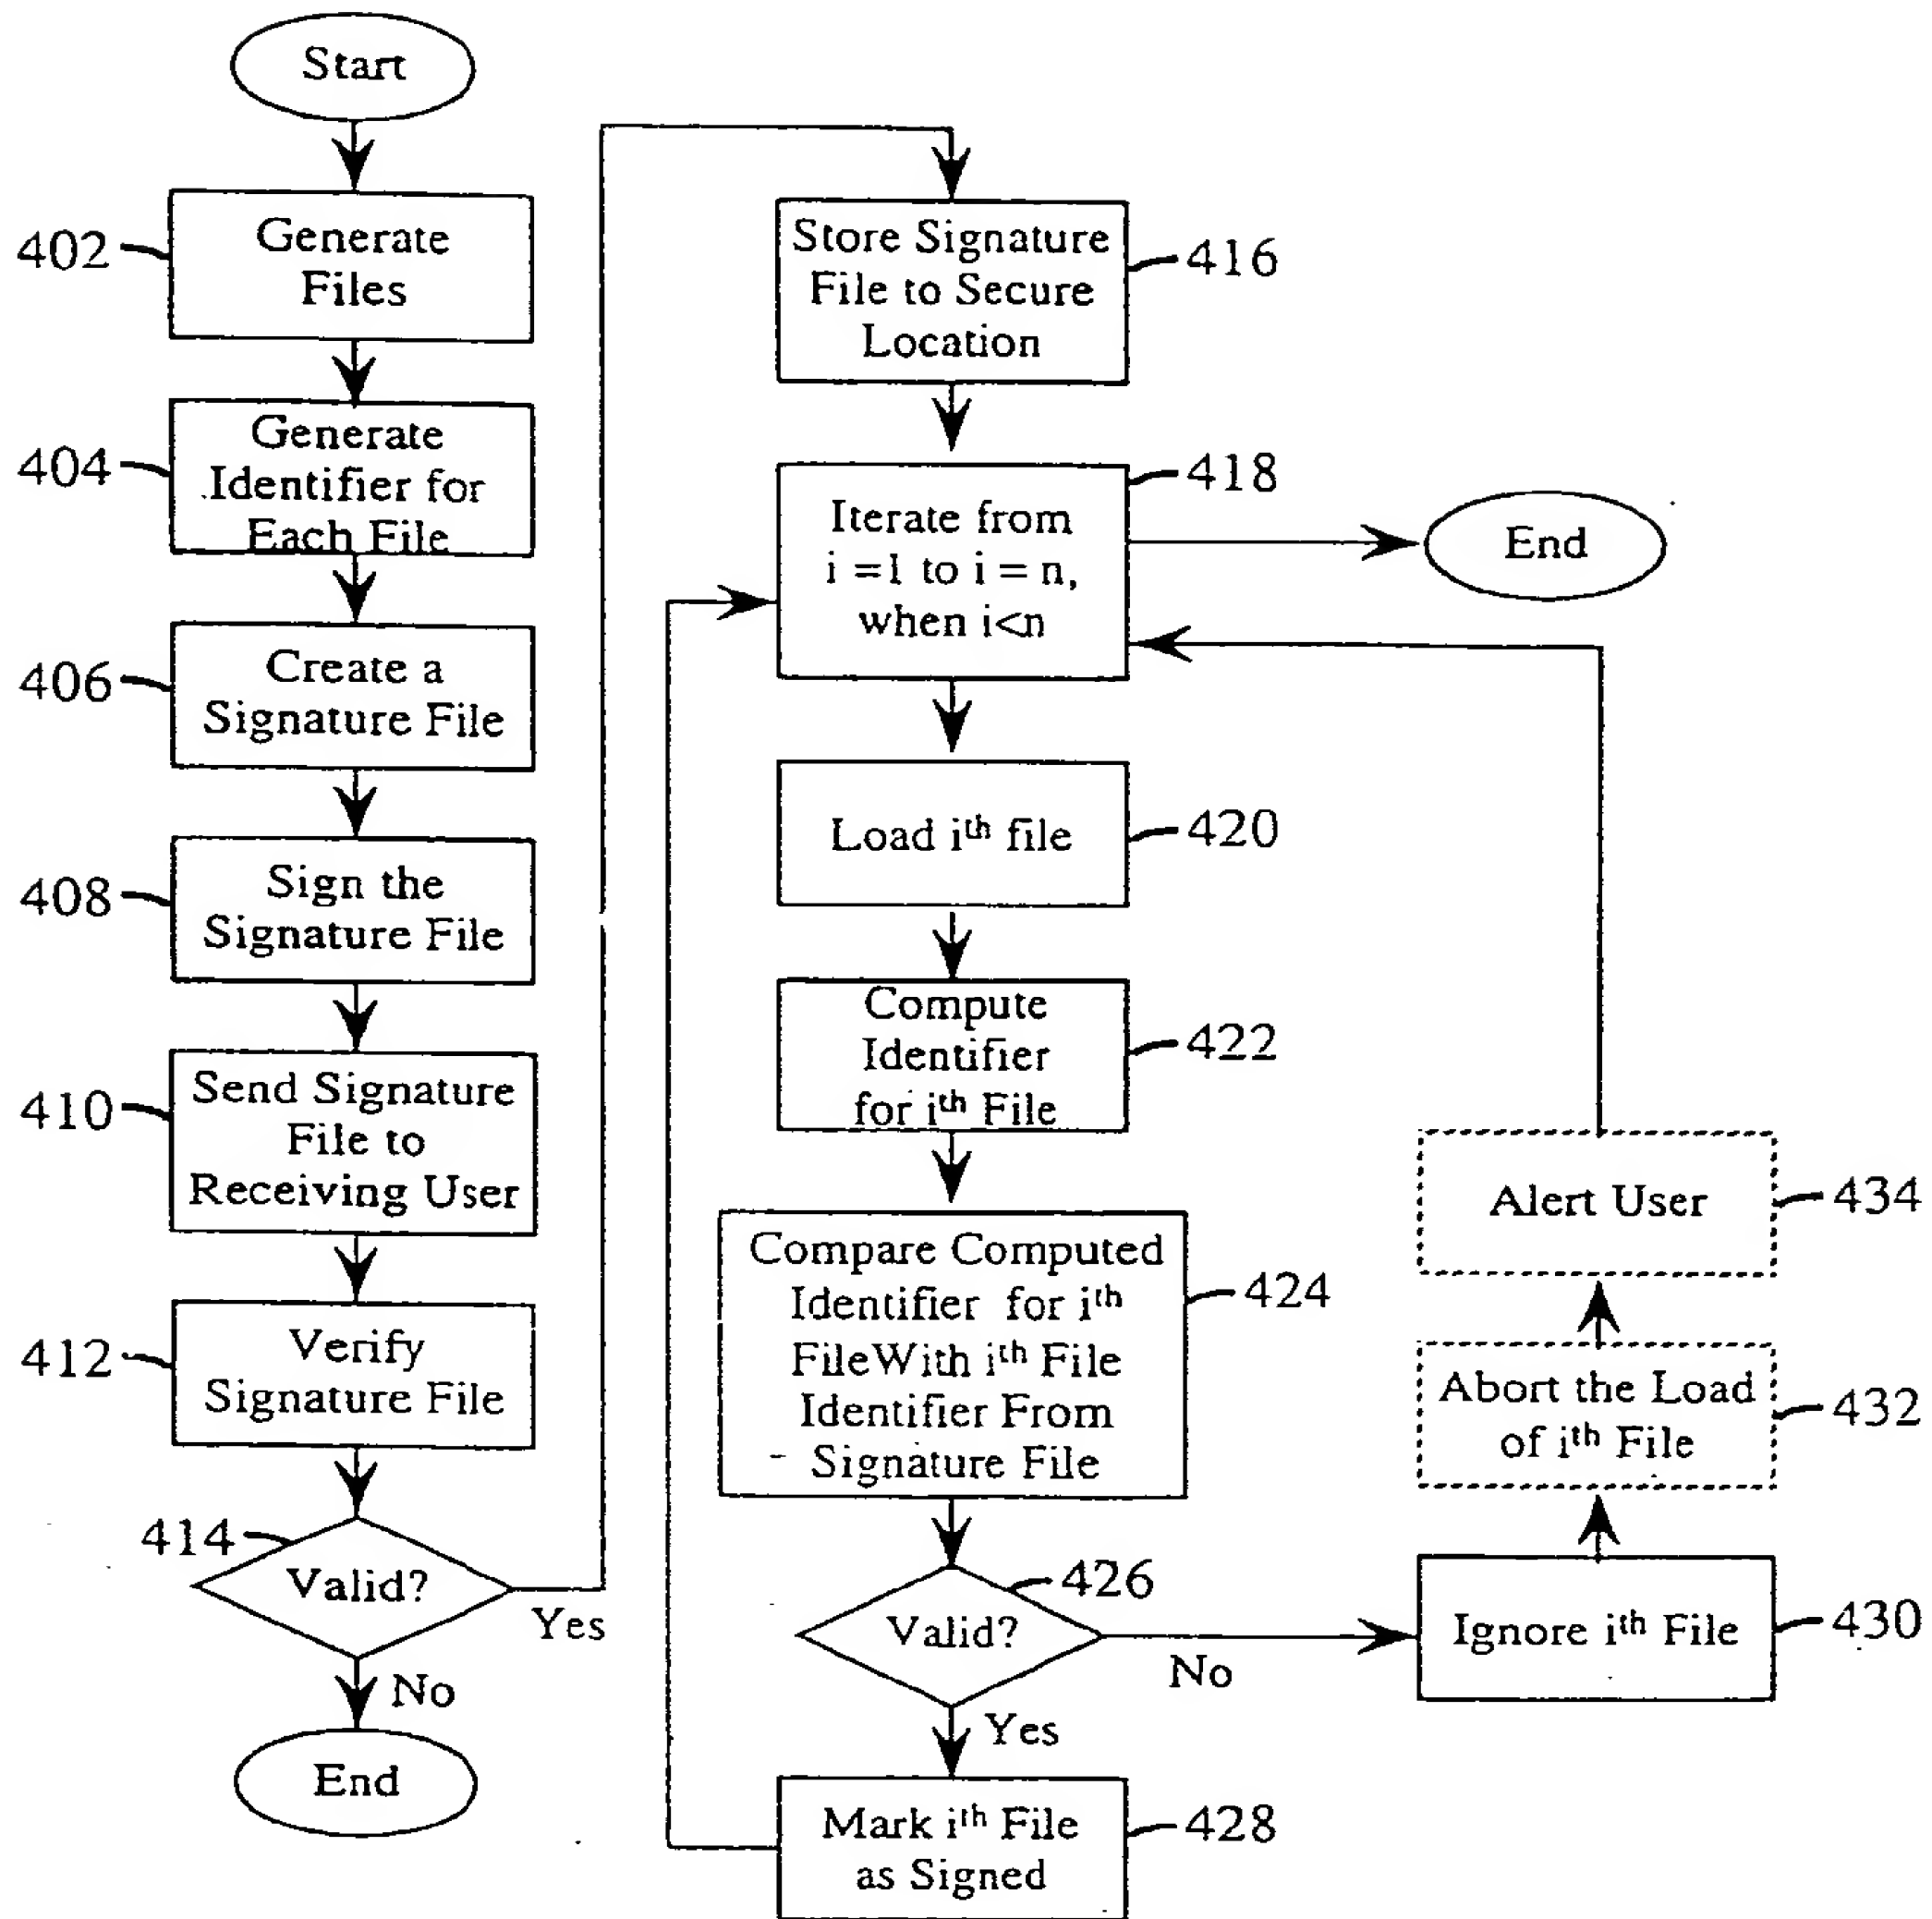 Start
402
Generate
Files
404
Generate
Identifier for
Each File
406
Create a
Signature File
408
Sign the
Signature File
410
Send Signature
File to
Receiving User
412
Verify
Signature File
414
Valid?
Yes
No
End
Store Signature
File to Secure
Location
416
418
Iterate from
i =1 to i = n,
when i<n
End
Load ith file
420
Compute
Identifier
for ith File
422
Compare Computed
Identifier for ith
FileWith ith File
Identifier From
Signature File
424
426
Valid?
No
Yes
Mark ith File
as Signed
428
Ignore ith File
430
Abort the Load
of ith File
432
Alert User
434